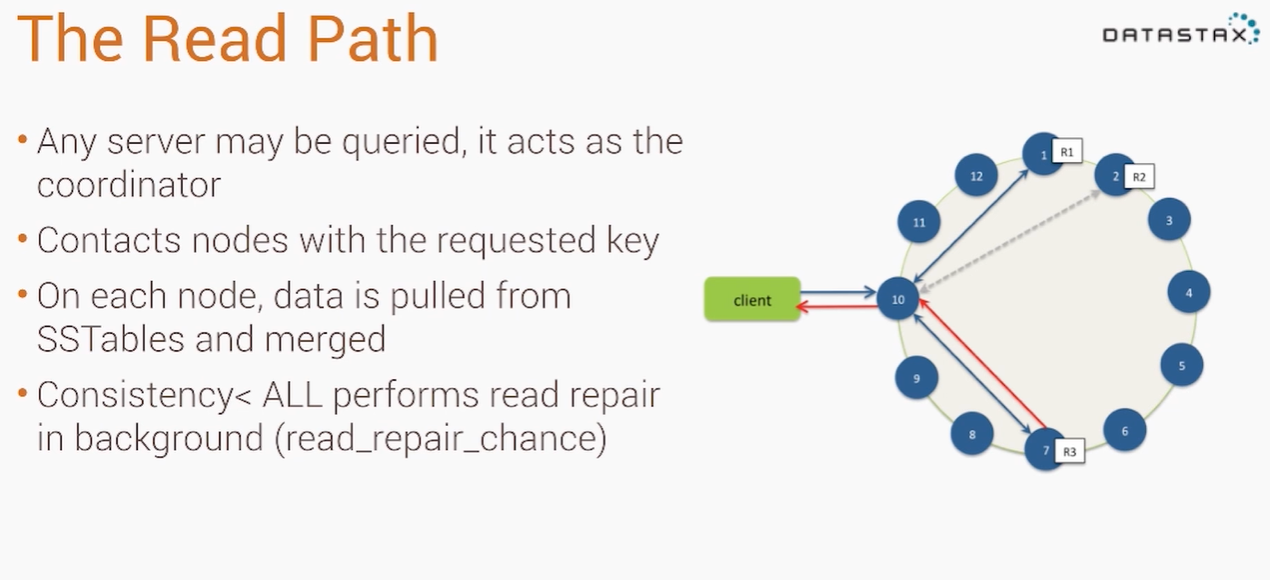 The Read Path
DATASTAX
• Any server may be queried, it acts as the
coordinator
• Contacts nodes with the requested key
• On each node, data is pulled from
SSTables and merged
• Consistency< ALL performs read repair
in background (read_repair_chance)
client
1
R1
2
R2
3
4
5
6
7
R3
8
9
10
11
12